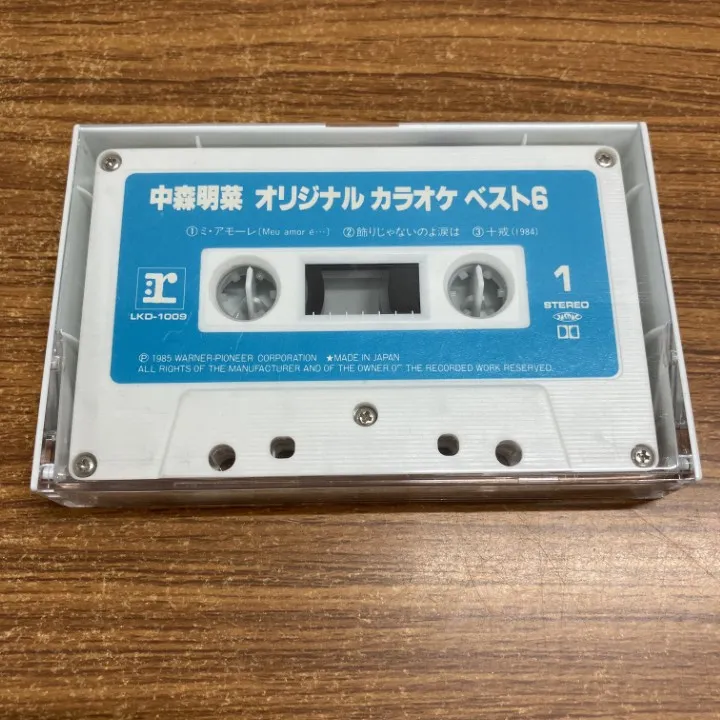 中森明菜 オリジナル カラオケ ベスト6
①ミ・アモーレ(Meu amor é…) ②飾りじゃないのよ涙は ③十戒(1984)
r
LKD-1009
1
STEREO
Ⓟ 1985 WARNER-PIONEER CORPORATION ★MADE IN JAPAN
ALL RIGHTS OF THE MANUFACTURER AND OF THE OWNER OF THE RECORDED WORK RESERVED.